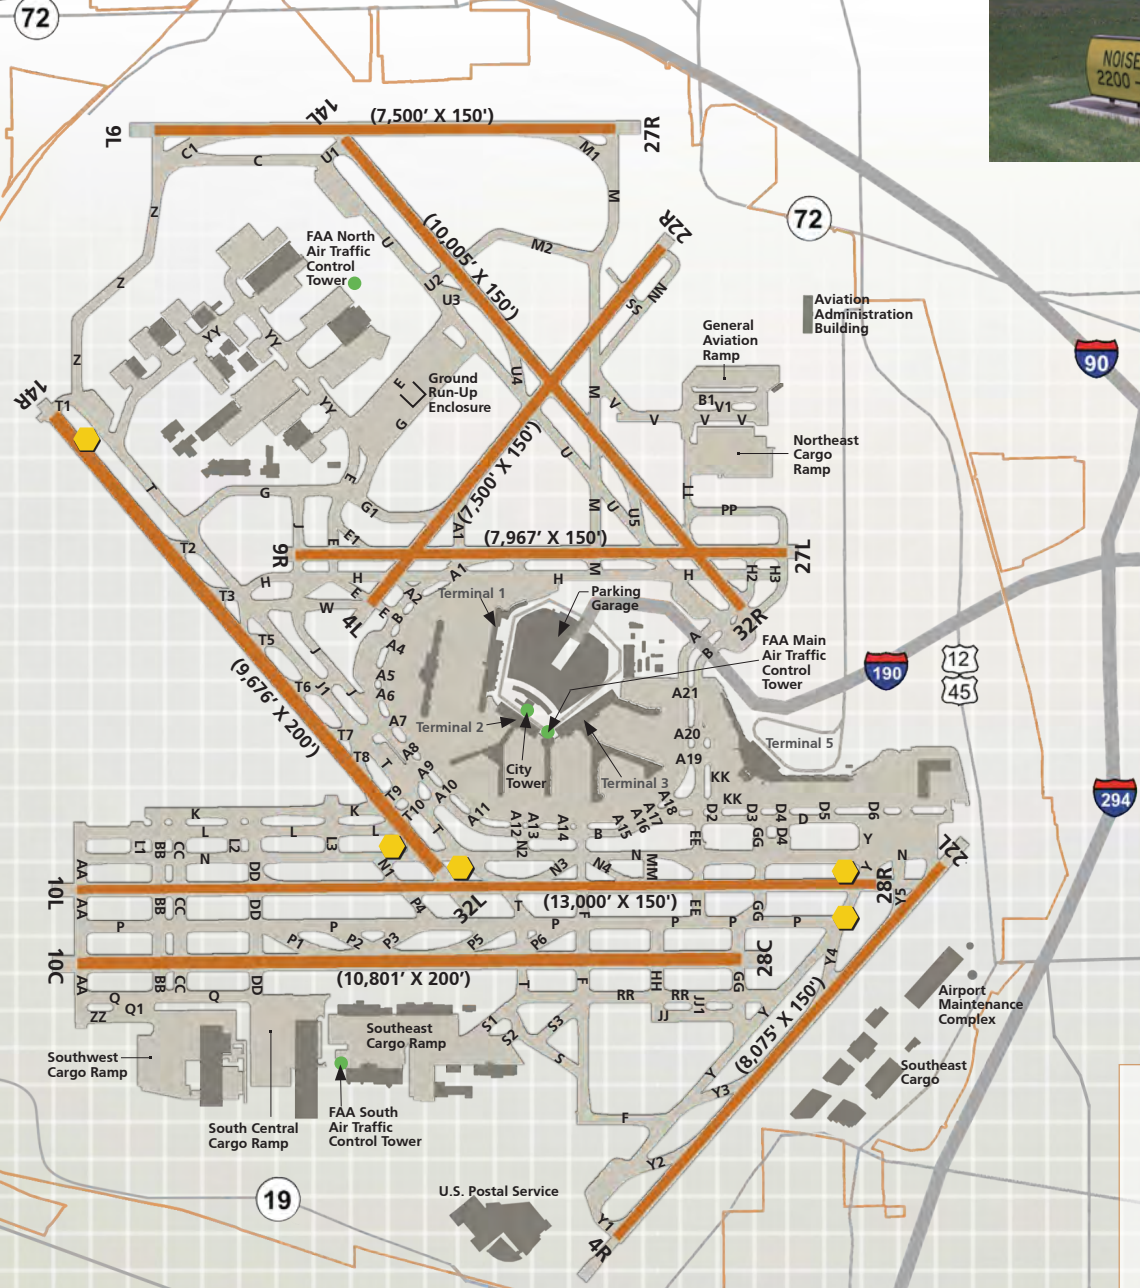 72
NOISE
2200 -
14L
(7,500' X 150')
9L
27R
C1
C
U1
M1
M
Z
22R
72
FAA North
Air Traffic
Control
Tower
U
(10,005' X 150')
M2
U2
U3
SS
NN
Z
Aviation
Administration
Building
General
Aviation
Ramp
90
YY
YY
Z
14R
T1
E
G
Ground
Run-Up
Enclosure
U4
M
V
B1
V1
V
V
V
YY
Northeast
Cargo
Ramp
T
E
G
G1
(7,500' X 150')
U
M
U
U5
TT
PP
J
E
E1
A1
T2
9R
(7,967' X 150')
27L
H
H
A1
H
M
H
H2
H3
T3
W
E
E
B
A2
4L
Terminal 1
Parking
Garage
32R
A
B
T5
J
A4
FAA Main
Air Traffic
Control
Tower
12
45
190
(9,676' X 200')
T6
J1
J
A5
A6
A21
T7
A7
Terminal 2
A20
Terminal 5
T8
T
A8
A9
City
Tower
Terminal 3
A19
KK
KK
294
T9
T10
T
A10
A11
A12
A13
A14
B
A15
A16
A17
A18
D2
D3
D4
D
D5
D6
K
K
L
L
L
L1
BB
CC
L2
L3
N
N1
N2
N3
N4
N
MM
EE
GG
D4
Y
Y
N
22L
AA
DD
10L
28R
Y5
AA
BB
CC
DD
P4
32L
T
F
(13,000' X 150')
EE
GG
P
P
P
P
P
P1
P2
P3
P5
P6
Y4
10C
28C
(10,801' X 200')
AA
BB
CC
DD
T
F
HH
GG
Q
Q
Q1
ZZ
RR
RR
JJ
JJ1
Y
(8,075' X 150')
Airport
Maintenance
Complex
S1
S2
S3
S
Southeast
Cargo Ramp
Southwest
Cargo Ramp
Southeast
Cargo
Y
Y3
FAA South
Air Traffic
Control Tower
South Central
Cargo Ramp
F
Y2
19
U.S. Postal Service
Y1
4R